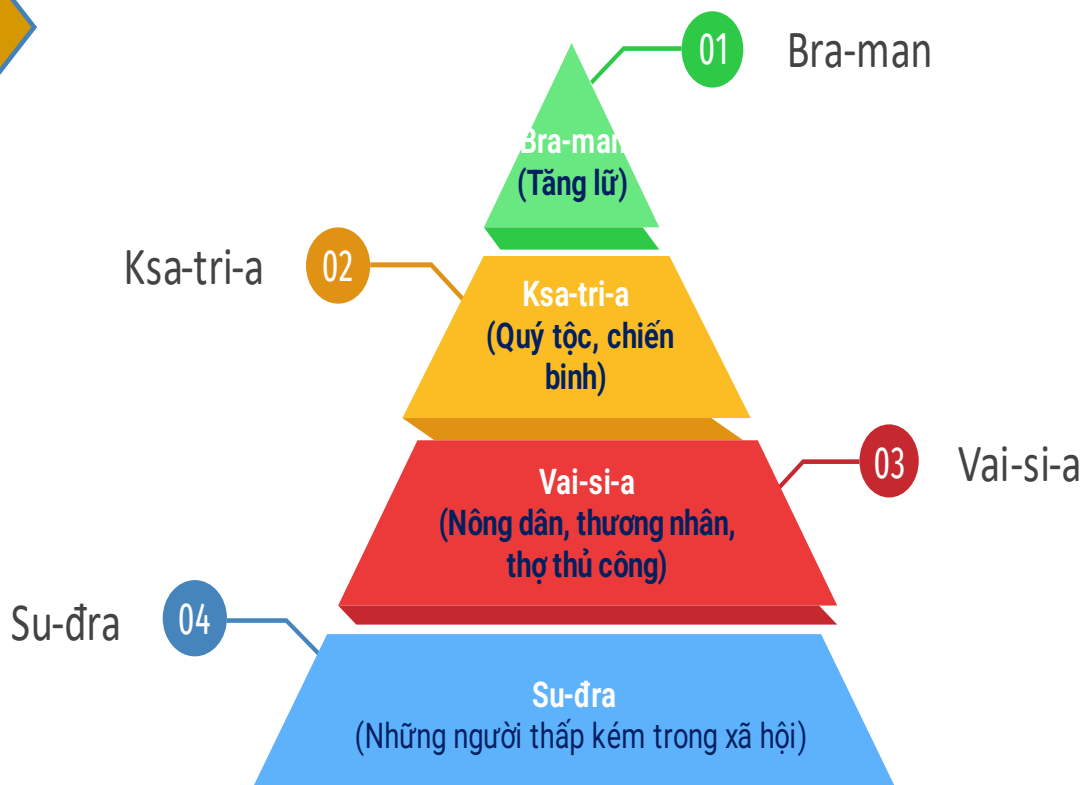 01
Bra-man
Bra-man
(Tăng lữ)
Ksa-tri-a
02
Ksa-tri-a
(Quý tộc, chiến
binh)
03
Vai-si-a
Vai-si-a
(Nông dân, thương nhân,
thợ thủ công)
Su-đra
04
Su-đra
(Những người thấp kém trong xã hội)